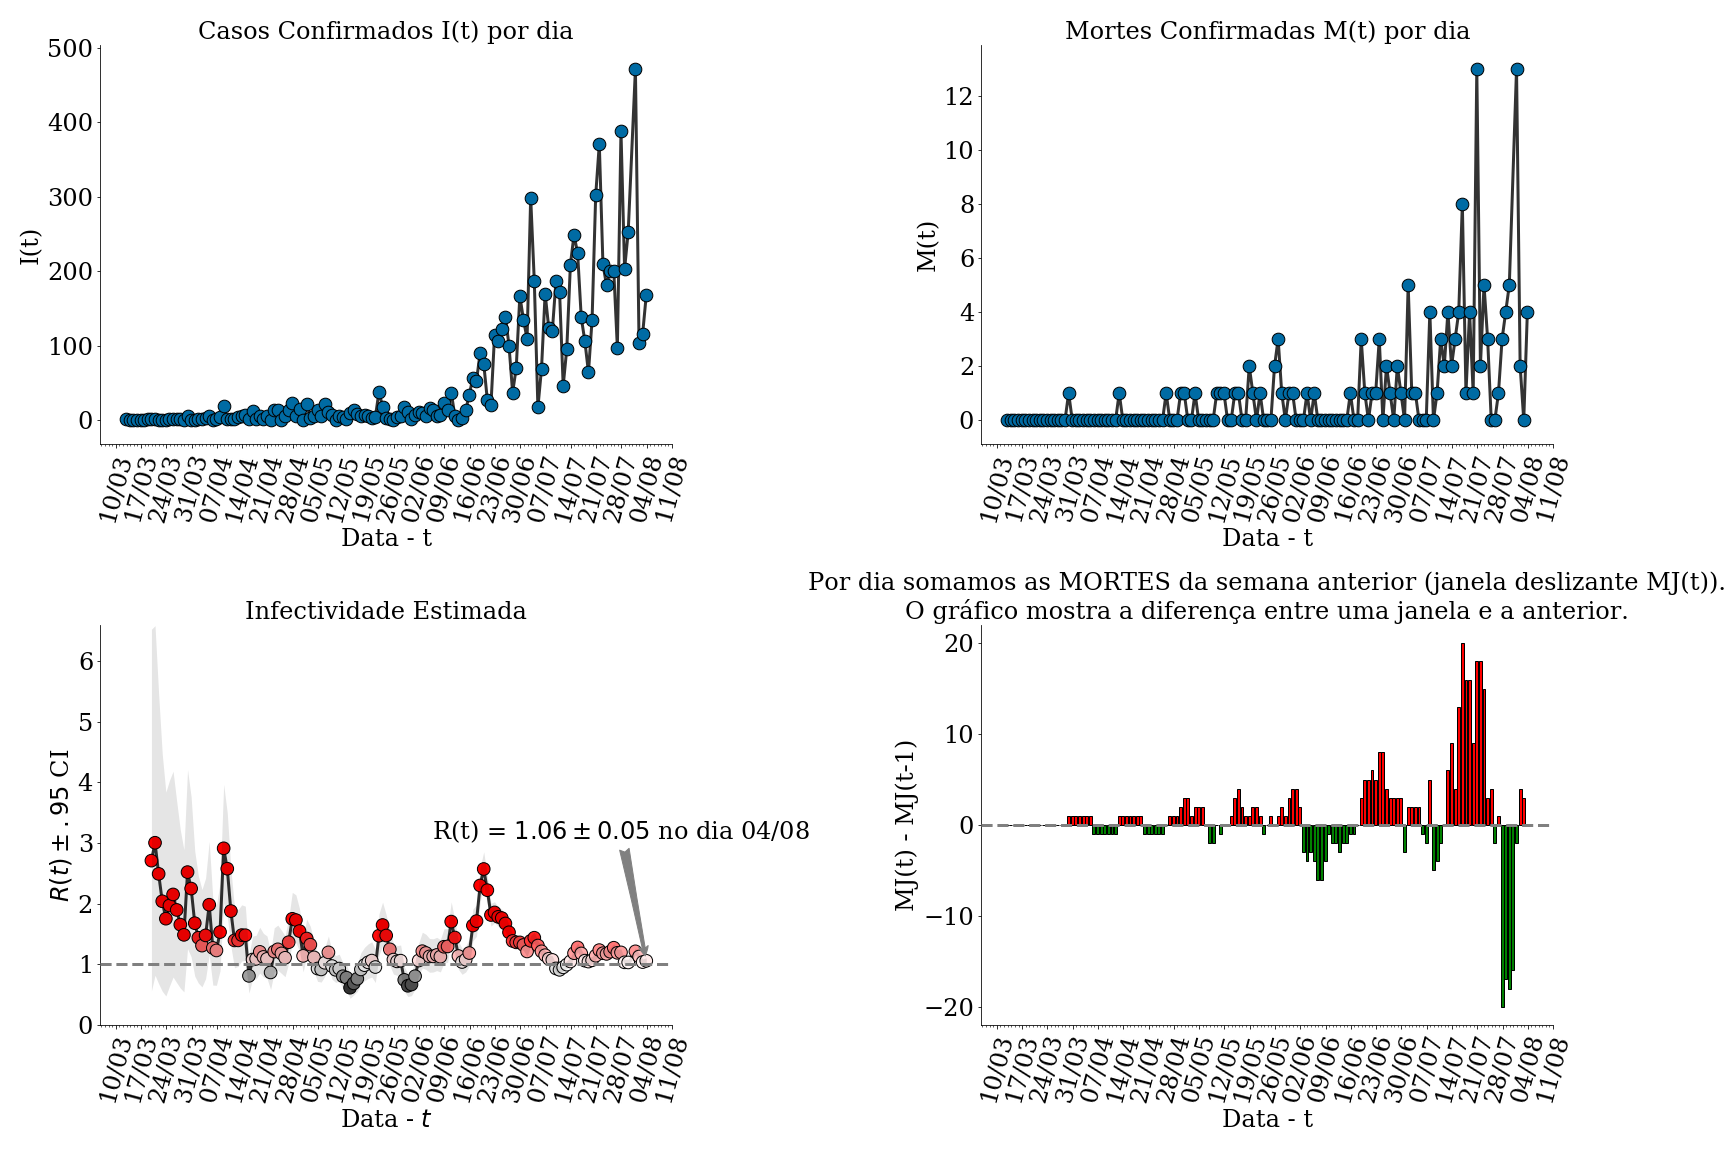 Casos Confirmados I(t) por dia
500
400
300
200
100
0
I(t)
10/03 17/03 24/03 31/03 07/04 14/04 21/04 28/04 05/05 12/05 19/05 26/05 02/06 09/06 16/06 23/06 30/06 07/07 14/07 21/07 28/07 04/08 11/08
Data - t
Mortes Confirmadas M(t) por dia
12
10
8
6
4
2
0
M(t)
10/03 17/03 24/03 31/03 07/04 14/04 21/04 28/04 05/05 12/05 19/05 26/05 02/06 09/06 16/06 23/06 30/06 07/07 14/07 21/07 28/07 04/08 11/08
Data - t
Infectividade Estimada
6
5
4
3
2
1
0
R(t) ± .95 CI
R(t) = 1.06 ± 0.05 no dia 04/08
10/03 17/03 24/03 31/03 07/04 14/04 21/04 28/04 05/05 12/05 19/05 26/05 02/06 09/06 16/06 23/06 30/06 07/07 14/07 21/07 28/07 04/08 11/08
Data - t
Por dia somamos as MORTES da semana anterior (janela deslizante MJ(t)).
O gráfico mostra a diferença entre uma janela e a anterior.
20
10
0
−10
−20
MJ(t) - MJ(t-1)
10/03 17/03 24/03 31/03 07/04 14/04 21/04 28/04 05/05 12/05 19/05 26/05 02/06 09/06 16/06 23/06 30/06 07/07 14/07 21/07 28/07 04/08 11/08
Data - t